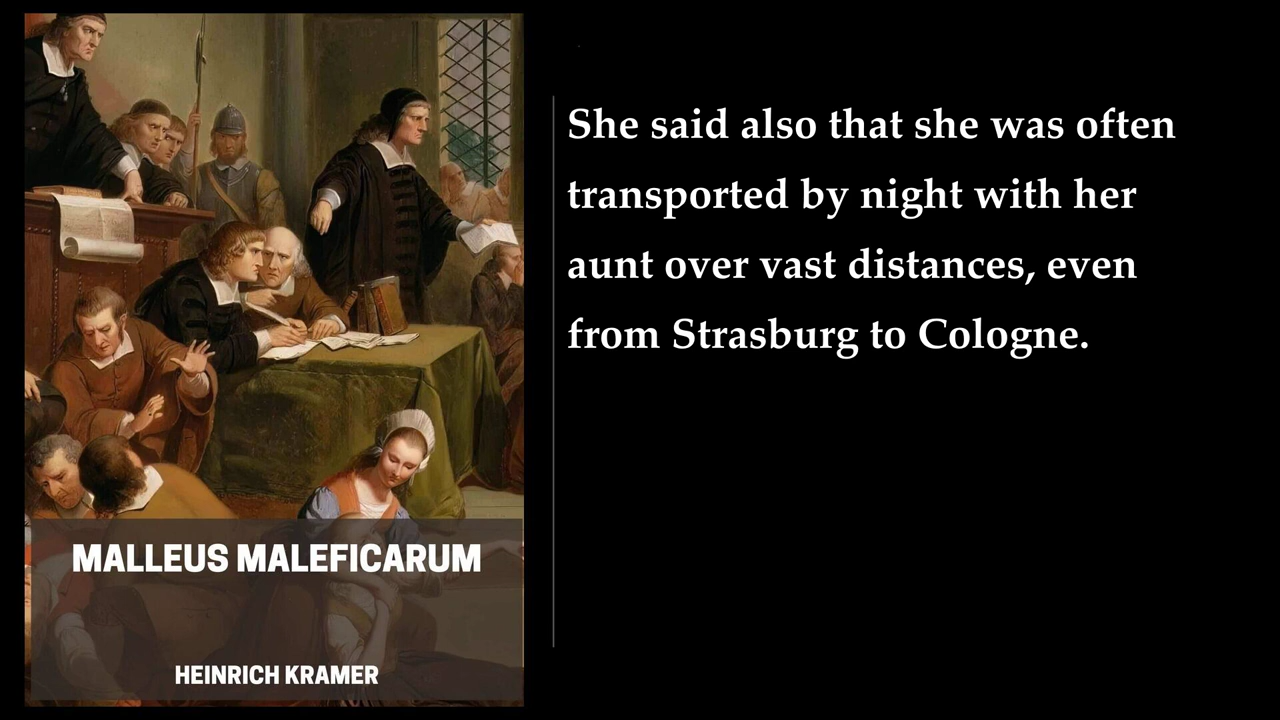 She said also that she was often
transported by night with her
aunt over vast distances, even
from Strasburg to Cologne.
MALLEUS MALEFICARUM
HEINRICH KRAMER